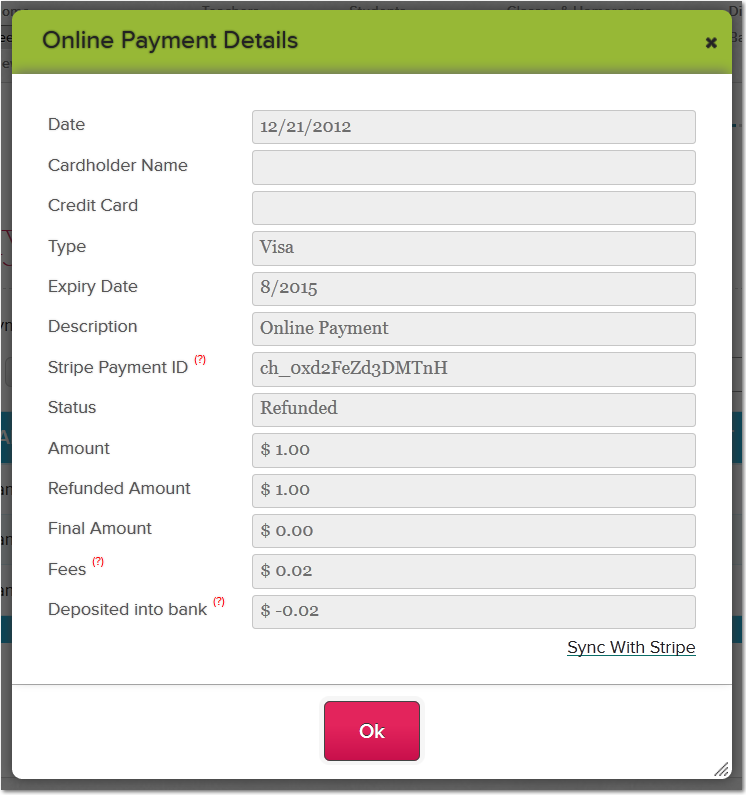 Online Payment Details
Date 12/21/2012
Cardholder Name
Credit Card
Type Visa
Expiry Date 8/2015
Description Online Payment
Stripe Payment ID (?) ch_0xd2FeZd3DMTnH
Status Refunded
Amount $ 1.00
Refunded Amount $ 1.00
Final Amount $ 0.00
Fees (?) $ 0.02
Deposited into bank (?) $ -0.02
Sync With Stripe
Ok